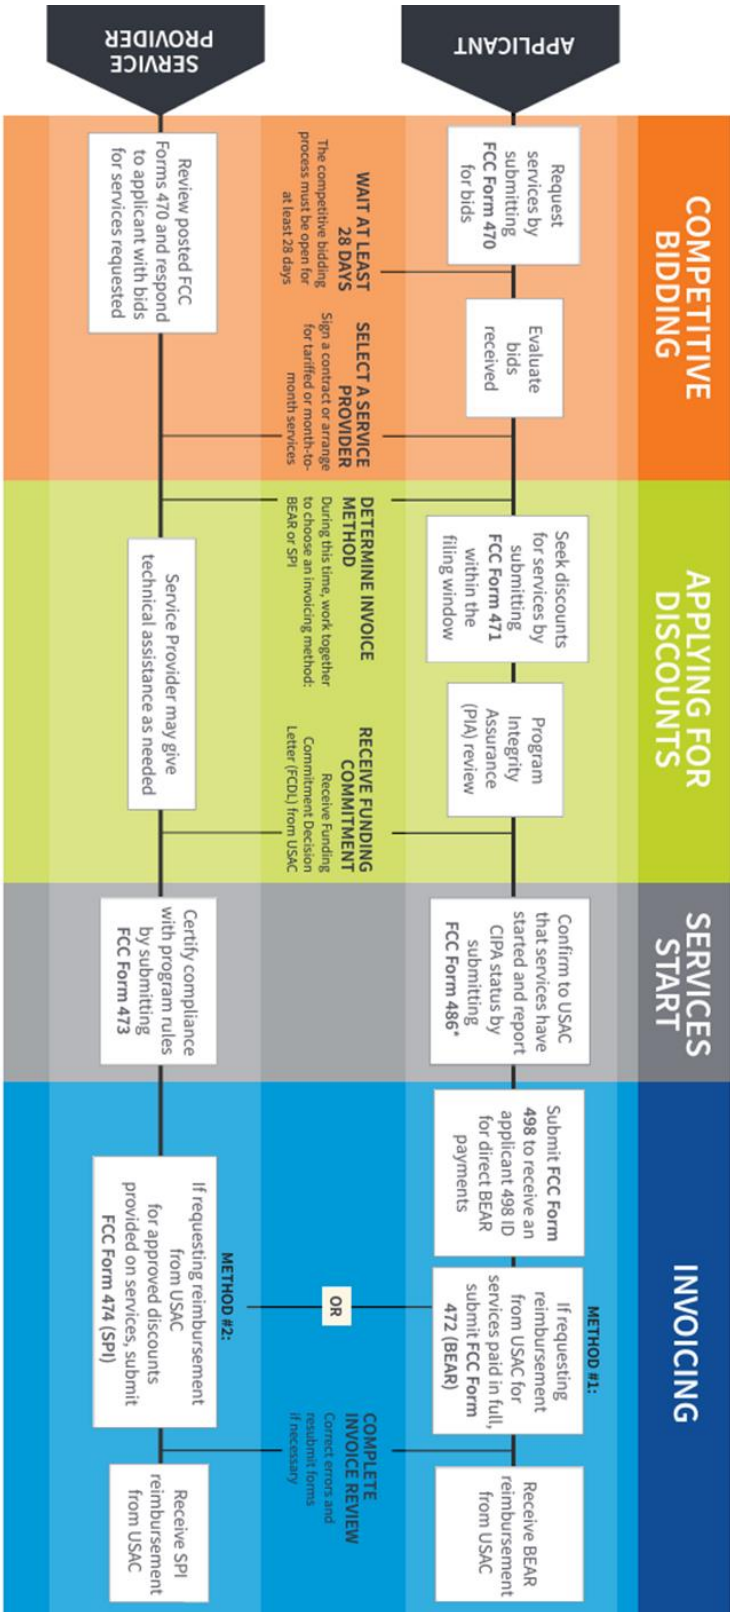 COMPETITIVE
BIDDING
APPLYING FOR
DISCOUNTS
SERVICES
START
INVOICING
APPLICANT
Request
services by
submitting
FCC Form 470
for bids
Evaluate
bids
received
Seek discounts
for services by
submitting
FCC Form 471
within the
filing window
Program
Integrity
Assurance
(PIA) review
Confirm to USAC
that services have
started and report
CIPA status by
submitting
FCC Form 486*
Submit FCC Form
498 to receive an
applicant 498 ID
for direct BEAR
payments
METHOD #1:
If requesting
reimbursement
from USAC for
services paid in full,
submit FCC Form
472 (BEAR)
Receive BEAR
reimbursement
from USAC
WAIT AT LEAST
28 DAYS
The competitive bidding
process must be open for
at least 28 days
SELECT A SERVICE
PROVIDER
Sign a contract or arrange
for tariffed or month-to-
month services
DETERMINE INVOICE
METHOD
During this time, work together
to choose an invoicing method:
BEAR or SPI
RECEIVE FUNDING
COMMITMENT
Receive Funding
Commitment Decision
Letter (FCDL) from USAC
OR
COMPLETE
INVOICE REVIEW
Correct errors and
resubmit forms
if necessary
SERVICE
PROVIDER
Review posted FCC
Forms 470 and respond
to applicant with bids
for services requested
Service Provider may give
technical assistance as needed
Certify compliance
with program rules
by submitting
FCC Form 473
METHOD #2:
If requesting reimbursement
from USAC
for approved discounts
provided on services, submit
FCC Form 474 (SPI)
Receive SPI
reimbursement
from USAC